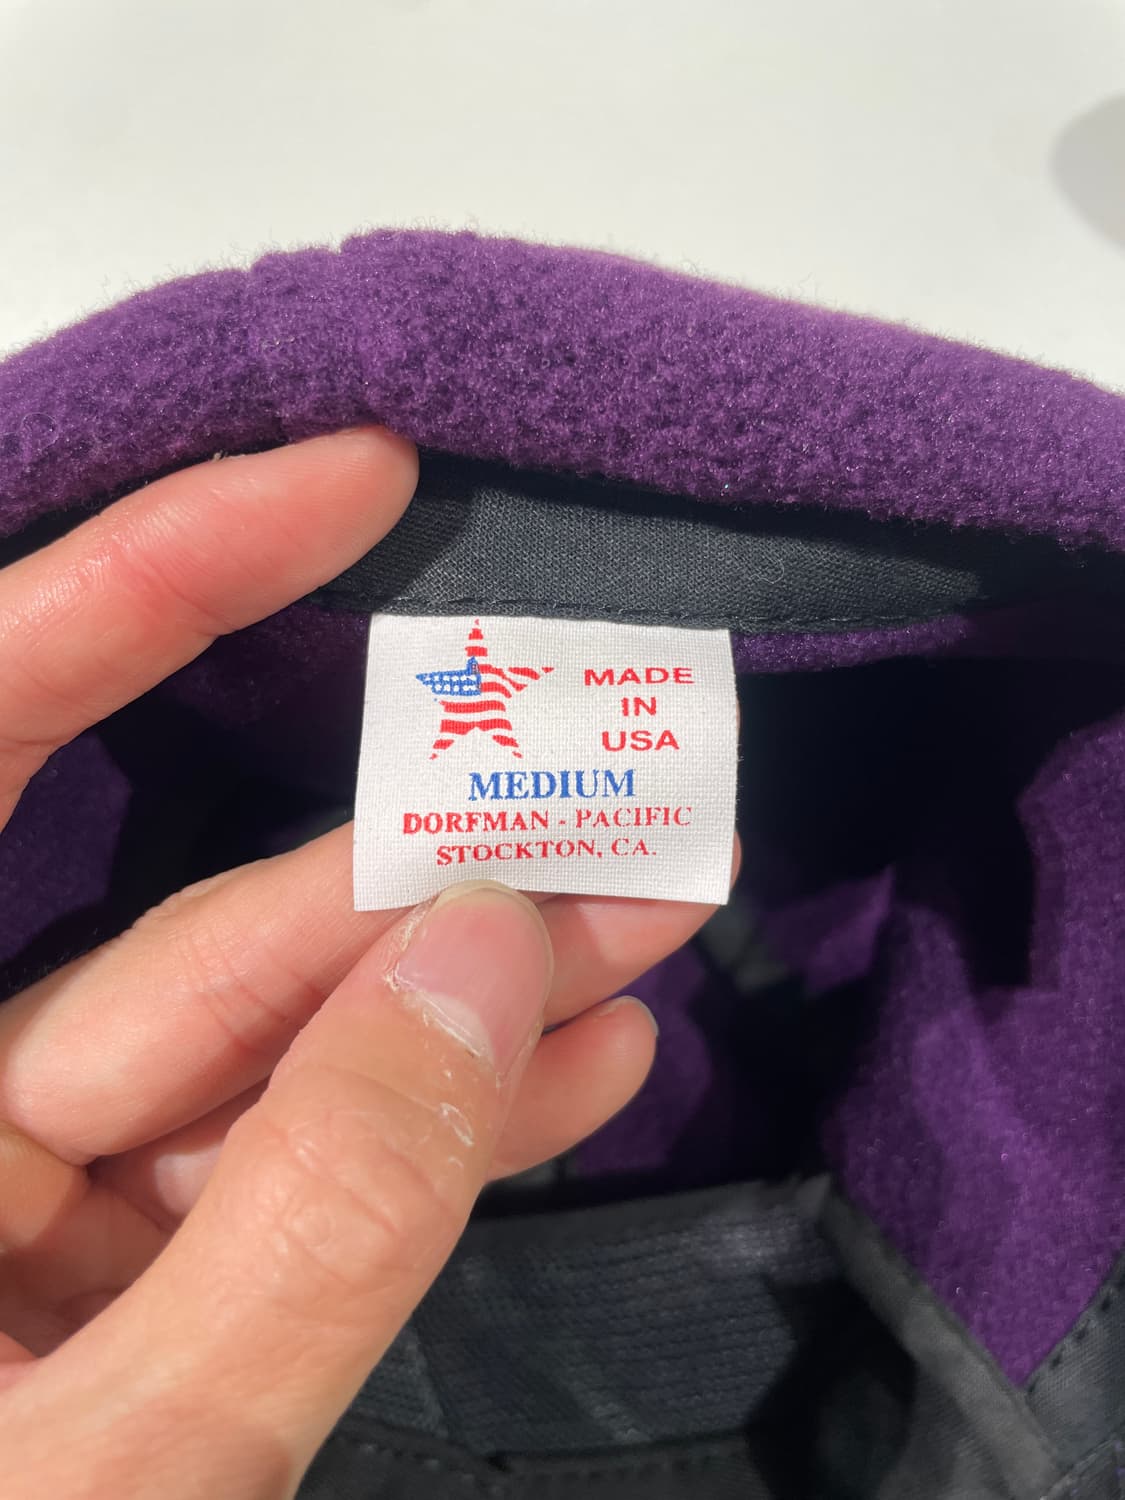 MADE
IN
USA
MEDIUM
DORFMAN - PACIFIC
STOCKTON, CA.